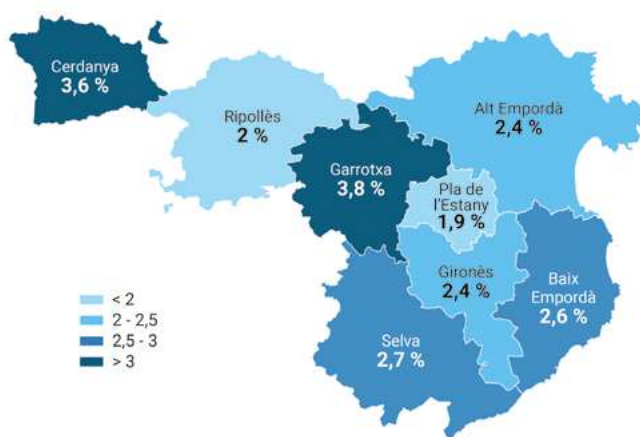 Cerdanya
3,6 %
Ripollès
2 %
Alt Empordà
2,4 %
Garrotxa
3,8 %
Pla de
l'Estany
1,9 %
Gironès
2,4 %
Baix
Empordà
2,6 %
Selva
2,7 %
< 2
2 - 2,5
2,5 - 3
> 3